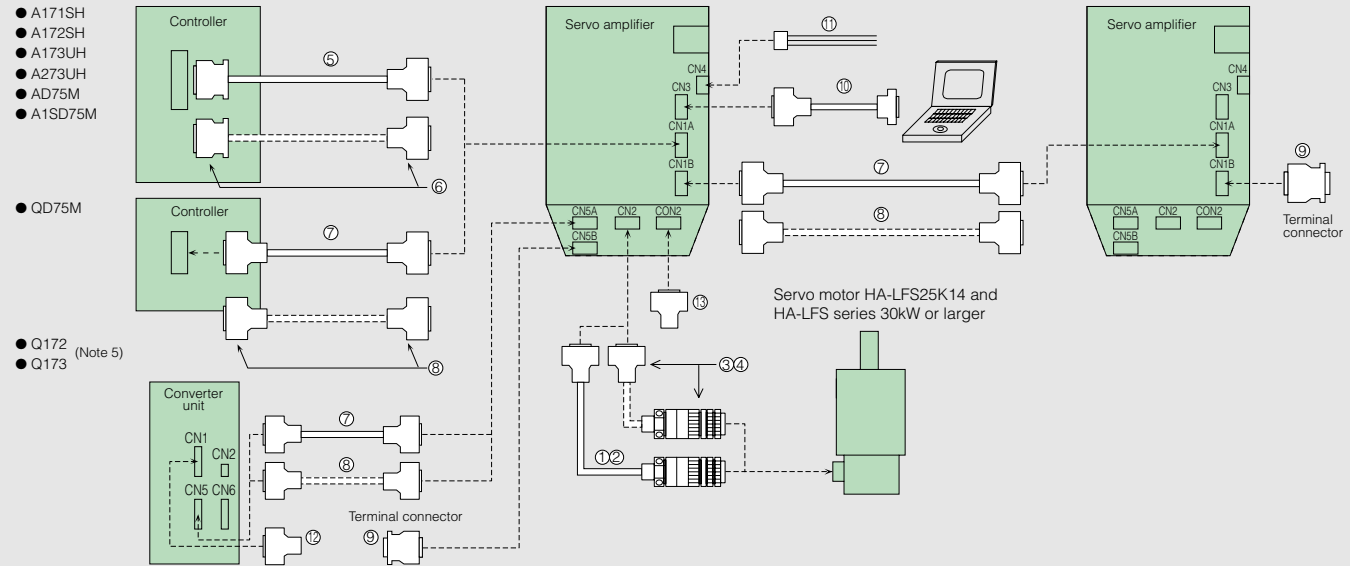 ● A171SH
● A172SH
● A173UH
● A273UH
● AD75M
● A1SD75M
Controller
⑤
⑥
● QD75M
Controller
⑦
⑧
● Q172
● Q173
(Note 5)
Converter
unit
CN1
CN2
CN5
CN6
⑦
⑧
⑫
Terminal connector
⑨
Servo amplifier
CN4
CN3
CN1A
CN1B
CN5A
CN2
CON2
CN5B
⑪
⑩
⑦
⑧
⑬
③④
①②
Servo motor HA-LFS25K14 and
HA-LFS series 30kW or larger
Servo amplifier
CN4
CN3
CN1A
CN1B
CN5A
CN2
CON2
CN5B
⑨
Terminal
connector